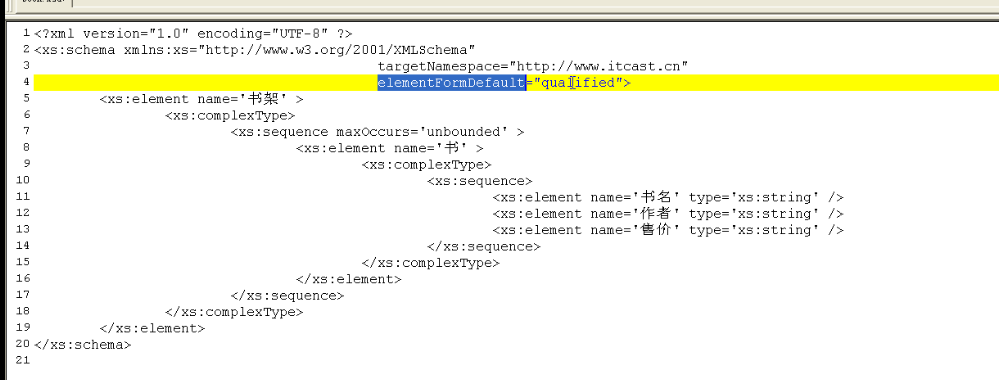 1 <?xml version="1.0" encoding="UTF-8" ?>
2 <xs:schema xmlns:xs="http://www.w3.org/2001/XMLSchema"
3 targetNamespace="http://www.itcast.cn"
4 elementFormDefault="qualified">
5 <xs:element name='书架' >
6 <xs:complexType>
7 <xs:sequence maxOccurs='unbounded' >
8 <xs:element name='书' >
9 <xs:complexType>
10 <xs:sequence>
11 <xs:element name='书名' type='xs:string' />
12 <xs:element name='作者' type='xs:string' />
13 <xs:element name='售价' type='xs:string' />
14 </xs:sequence>
15 </xs:complexType>
16 </xs:element>
17 </xs:sequence>
18 </xs:complexType>
19 </xs:element>
20 </xs:schema>
21